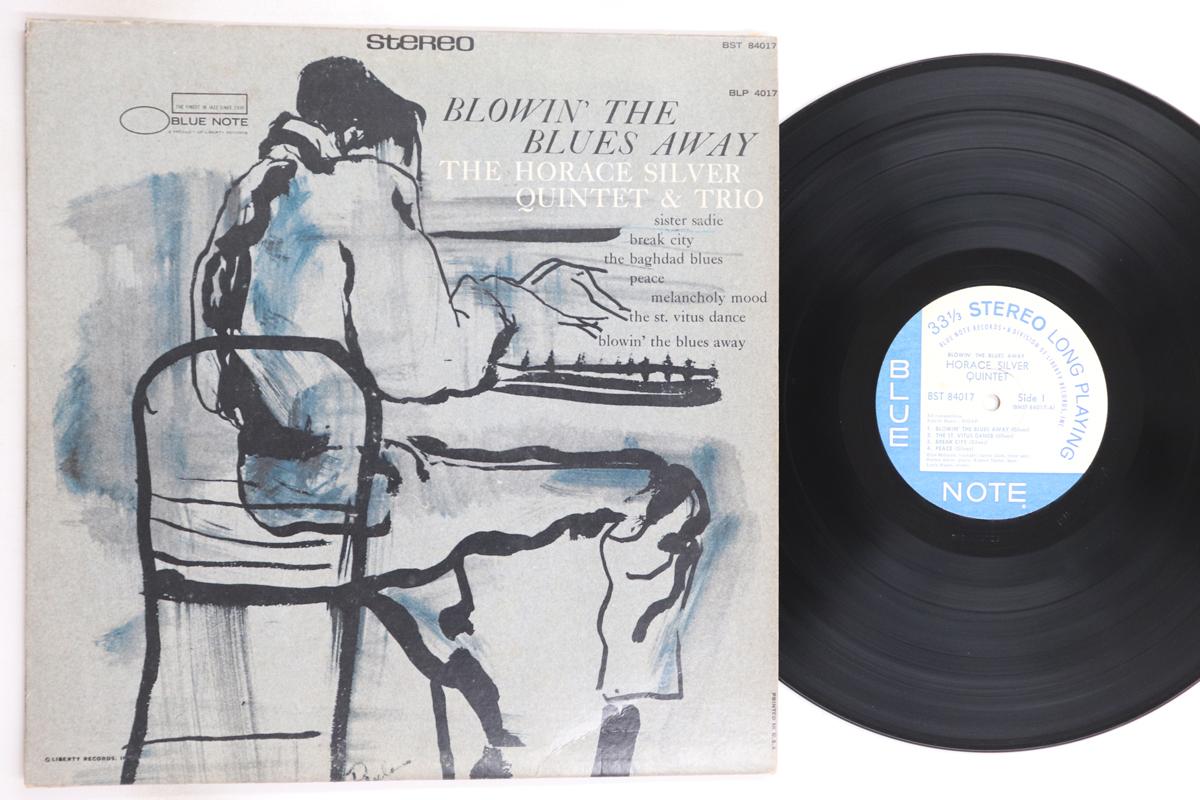 STEREO
BST 84017
BLP 4017
THE FINEST IN JAZZ SINCE 1939
BLUE NOTE
A PRODUCT OF LIBERTY RECORDS
BLOWIN' THE
BLUES AWAY
THE HORACE SILVER
QUINTET & TRIO
sister sadie
break city
the baghdad blues
peace
melancholy mood
the st. vitus dance
blowin' the blues away
© LIBERTY RECORDS, I
PRINTED IN U.S.A.
33 1/3 STEREO LONG PLAYING
BLUE NOTE RECORDS • A DIVISION OF LIBERTY RECORDS, INC.
BLOWIN' THE BLUES AWAY
HORACE SILVER
QUINTET
BST 84017
Side 1
(BNST 84017-A)
1. BLOWIN' THE BLUES AWAY (Silver)
2. THE ST. VITUS DANCE (Silver)
3. BREAK CITY (Silver)
4. PEACE (Silver)
BLUE
NOTE